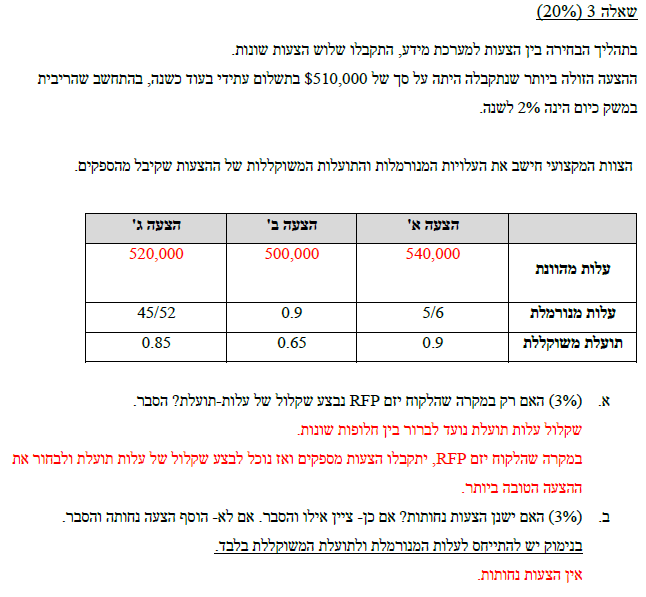 שאלה 3 (20%)
בתהליך הבחירה בין הצעות למערכת מידע, התקבלו שלוש הצעות שונות.
ההצעה הזולה ביותר שנתקבלה היתה על סך של 510,000$ בתשלום עתידי בעוד כשנה, בהתחשב שהריבית
במשק כיום הינה 2% לשנה.
הצוות המקצועי חישב את העלויות המנורמלות והתועלות המשוקללות של ההצעות שקיבל מהספקים.
הצעה א' הצעה ב' הצעה ג'
עלות מהוונת 540,000 500,000 520,000
עלות מנורמלת 5/6 0.9 45/52
תועלת משוקללת 0.9 0.65 0.85
א. (3%) האם רק במקרה שהלקוח יזם RFP נבצע שקלול של עלות-תועלת? הסבר.
שקלול עלות תועלת נועד לברור בין חלופות שונות.
במקרה שהלקוח יזם RFP, יתקבלו הצעות מספקים ואז נוכל לבצע שקלול של עלות תועלת ולבחור את
ההצעה הטובה ביותר.
ב. (3%) האם ישנן הצעות נחותות? אם כן- ציין אילו והסבר. אם לא- הוסף הצעה נחותה והסבר.
בנימוק יש להתייחס לעלות המנורמלת ולתועלת המשוקללת בלבד.
אין הצעות נחותות.